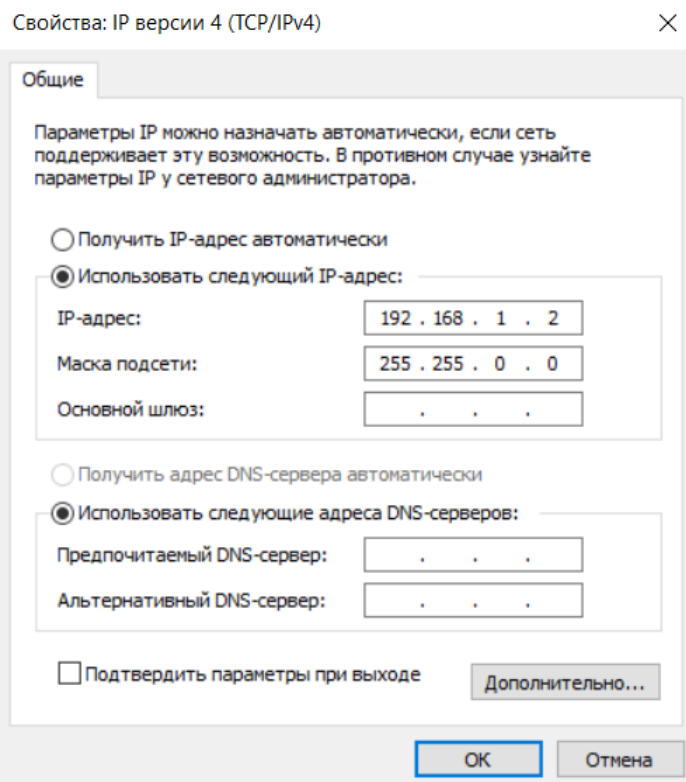 Свойства: IP версии 4 (TCP/IPv4)
Общие
Параметры IP можно назначать автоматически, если сеть
поддерживает эту возможность. В противном случае узнайте
параметры IP у сетевого администратора.
Получить IP-адрес автоматически
Использовать следующий IP-адрес:
IP-адрес: 192 . 168 . 1 . 2
Маска подсети: 255 . 255 . 0 . 0
Основной шлюз: . . .
Получить адрес DNS-сервера автоматически
Использовать следующие адреса DNS-серверов:
Предпочитаемый DNS-сервер: . . .
Альтернативный DNS-сервер: . . .
Подтвердить параметры при выходе Дополнительно...
ОК Отмена